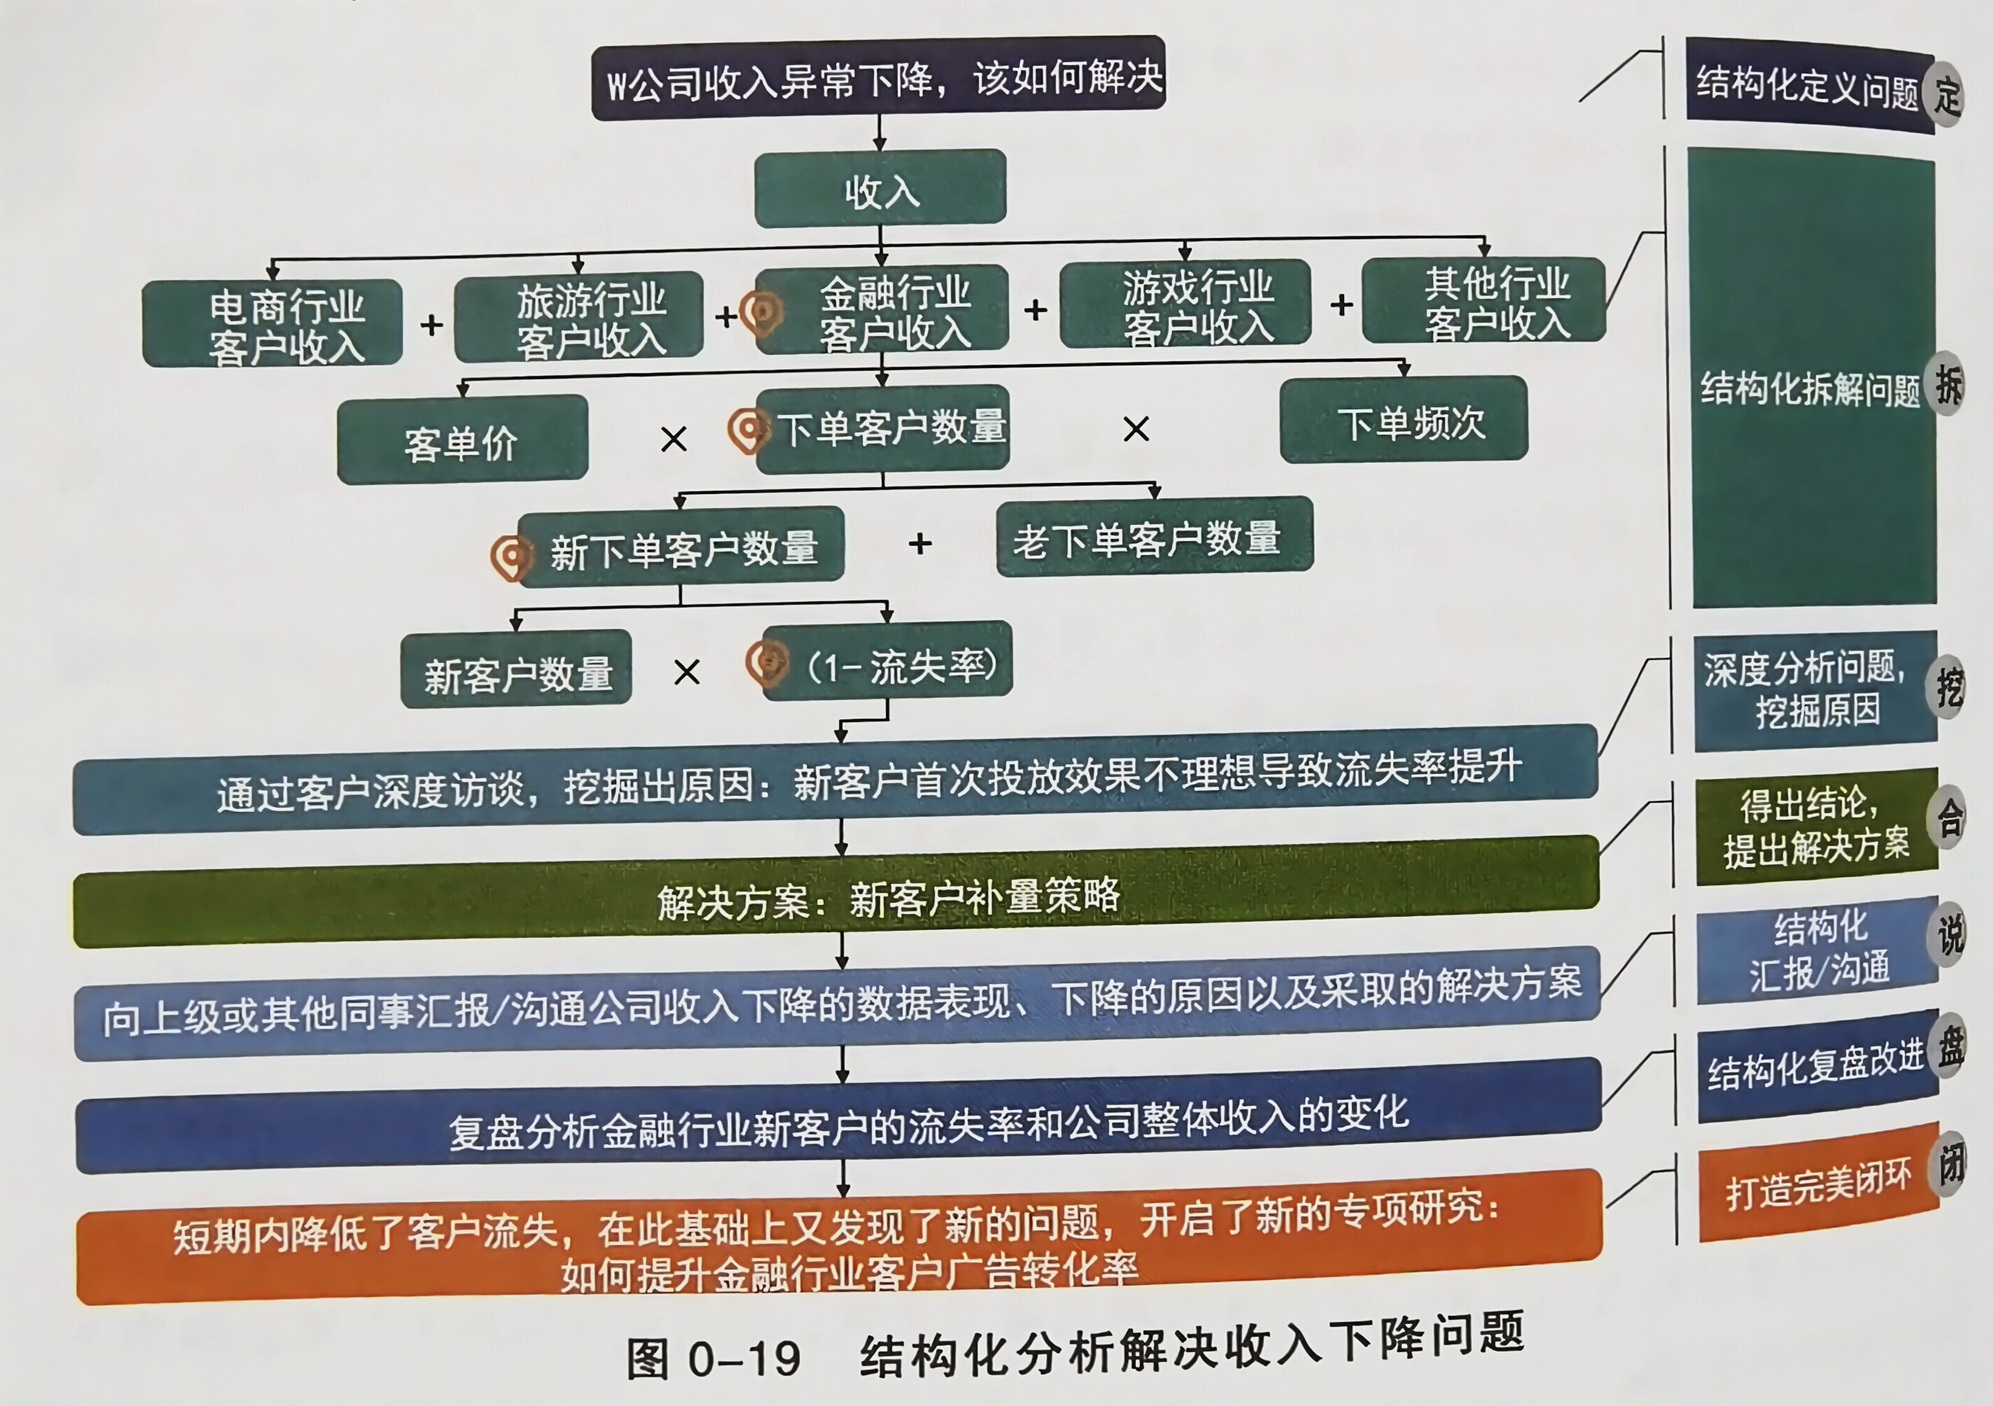 W公司收入异常下降，该如何解决
结构化定义问题
定
收入
电商行业
客户收入
+
旅游行业
客户收入
+
金融行业
客户收入
+
游戏行业
客户收入
+
其他行业
客户收入
客单价
×
下单客户数量
×
下单频次
结构化拆解问题
拆
新下单客户数量
+
老下单客户数量
新客户数量
×
（1-流失率）
深度分析问题，
挖掘原因
挖
通过客户深度访谈，挖掘出原因：新客户首次投放效果不理想导致流失率提升
得出结论，
提出解决方案
合
解决方案：新客户补量策略
结构化
汇报/沟通
说
向上级或其他同事汇报/沟通公司收入下降的数据表现、下降的原因以及采取的解决方案
结构化复盘改进
盘
复盘分析金融行业新客户的流失率和公司整体收入的变化
打造完美闭环
闭
短期内降低了客户流失，在此基础上又发现了新的问题，开启了新的专项研究：
如何提升金融行业客户广告转化率
图 0-19 结构化分析解决收入下降问题